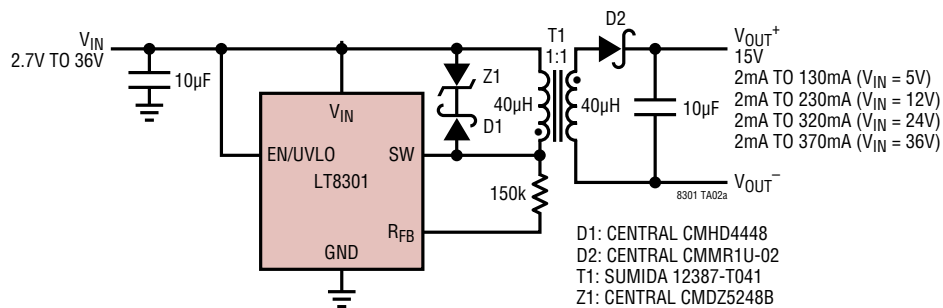 D2
VIN
2.7V TO 36V
T1
1:1
VOUT+
15V
2mA TO 130mA (VIN = 5V)
2mA TO 230mA (VIN = 12V)
2mA TO 320mA (VIN = 24V)
2mA TO 370mA (VIN = 36V)
10µF
Z1
D1
40µH
40µH
10µF
VIN
EN/UVLO
SW
LT8301
RFB
GND
150k
VOUT−
8301 TA02a
D1: CENTRAL CMHD4448
D2: CENTRAL CMMR1U-02
T1: SUMIDA 12387-T041
Z1: CENTRAL CMDZ5248B